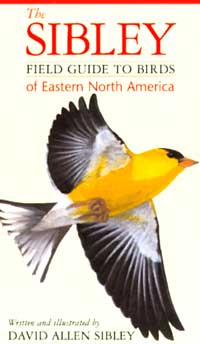 The
SIBLEY
FIELD GUIDE TO BIRDS
of Eastern North America
Written and illustrated by
DAVID ALLEN SIBLEY